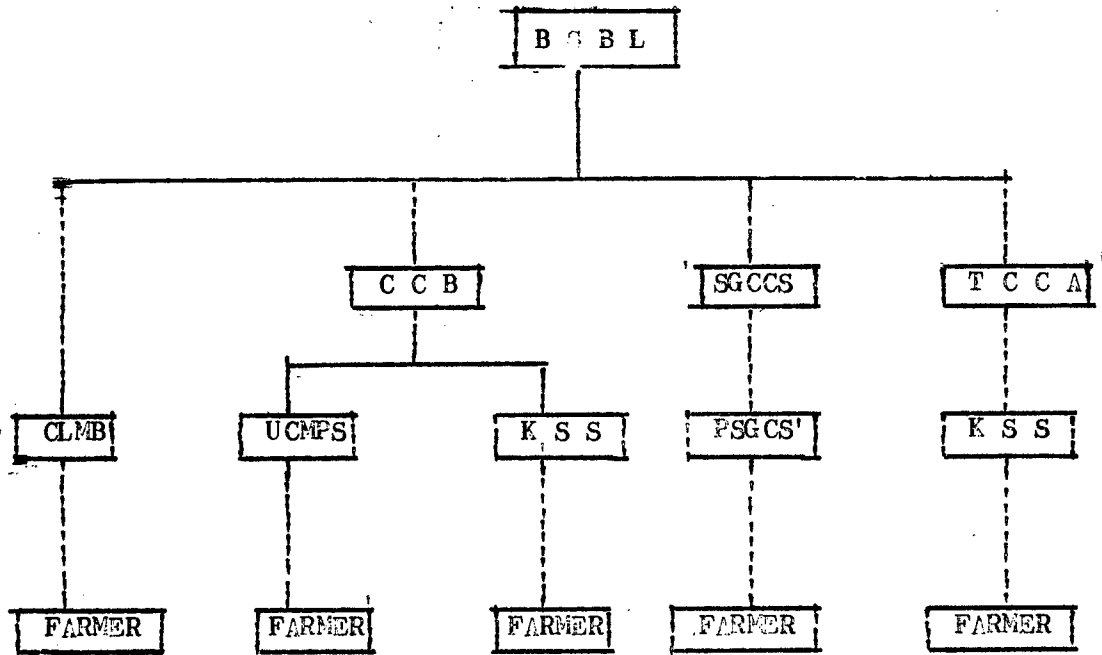 B S B L
C C B SGCCS T C C A
CLMB UCMPS K S S PSGCS' K S S
FARMER FARMER FARMER FARMER FARMER